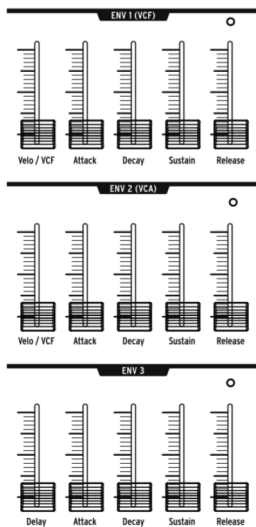 ENV 1 (VCF)
Velo / VCF Attack Decay Sustain Release
ENV 2 (VCA)
Velo / VCF Attack Decay Sustain Release
ENV 3
Delay Attack Decay Sustain Release